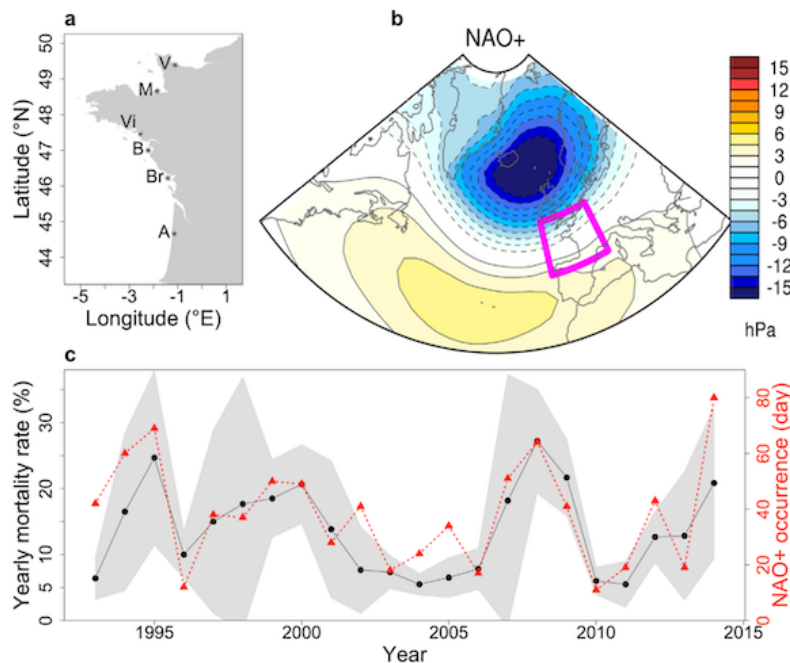 a
50
49
48
47
46
45
44
Latitude (°N)
V
M
Vi
B
Br
A
-5
-3
-1
1
Longitude (°E)
b
NAO+
15
12
9
6
3
0
-3
-6
-9
-12
-15
hPa
c
Yearly mortality rate (%)
30
20
10
5
0
80
60
40
20
0
NAO+ occurrence (day)
1995
2000
2005
2010
2015
Year